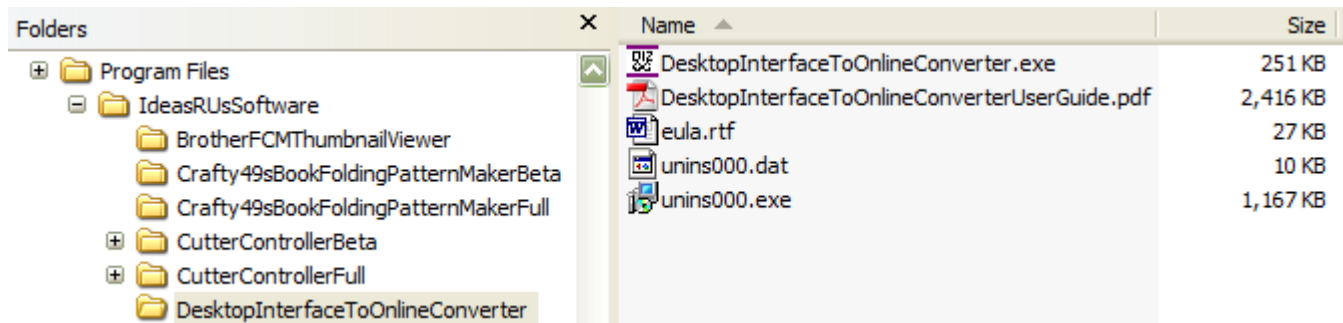 Folders
Program Files
IdeasRUsSoftware
BrotherFCMThumbnailViewer
Crafty49sBookFoldingPatternMakerBeta
Crafty49sBookFoldingPatternMakerFull
CutterControllerBeta
CutterControllerFull
DesktopInterfaceToOnlineConverter
Name Size
DesktopInterfaceToOnlineConverter.exe 251 KB
DesktopInterfaceToOnlineConverterUserGuide.pdf 2,416 KB
eula.rtf 27 KB
unins000.dat 10 KB
unins000.exe 1,167 KB